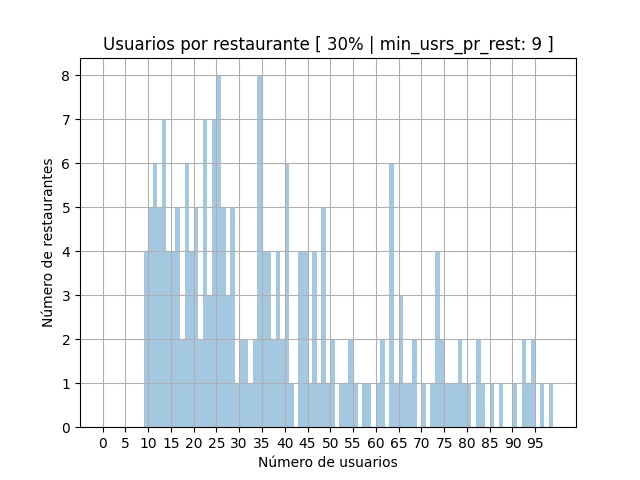 Usuarios por restaurante [ 30% | min_usrs_pr_rest: 9 ]
8
7
6
5
4
3
2
1
0
Número de restaurantes
0 5 10 15 20 25 30 35 40 45 50 55 60 65 70 75 80 85 90 95
Número de usuarios